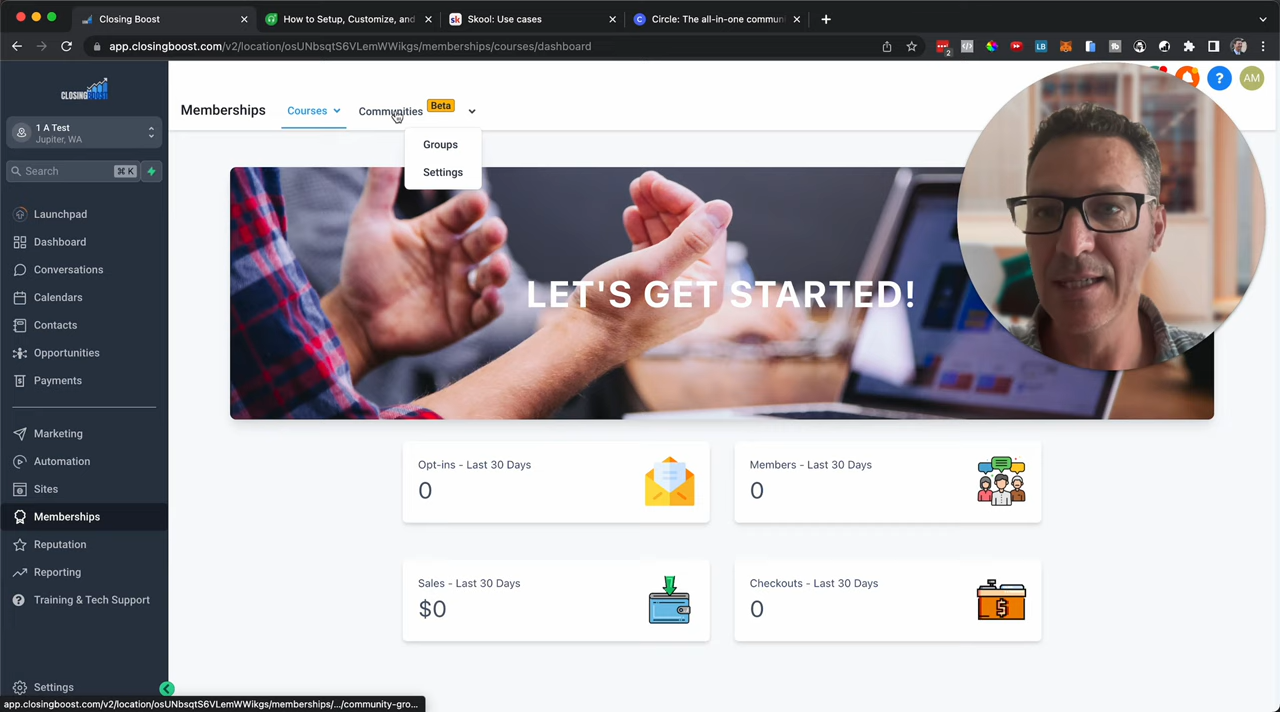 Closing Boost
How to Setup, Customize, and
Skool: Use cases
Circle: The all-in-one commun
app.closingboost.com/v2/location/osUNbsqtS6VLemWWikgs/memberships/courses/dashboard
2
LB
CLOSINGBOOST
1 A Test
Jupiter, WA
Search
⌘ K
Launchpad
Dashboard
Conversations
Calendars
Contacts
Opportunities
Payments
Marketing
Automation
Sites
Memberships
Reputation
Reporting
Training & Tech Support
Settings
Memberships
Courses
Communities
Beta
?
AM
Groups
Settings
LET'S GET STARTED!
Opt-ins - Last 30 Days
0
Members - Last 30 Days
0
Sales - Last 30 Days
$0
Checkouts - Last 30 Days
0
app.closingboost.com/v2/location/osUNbsqtS6VLemWWikgs/memberships/.../community-gro...